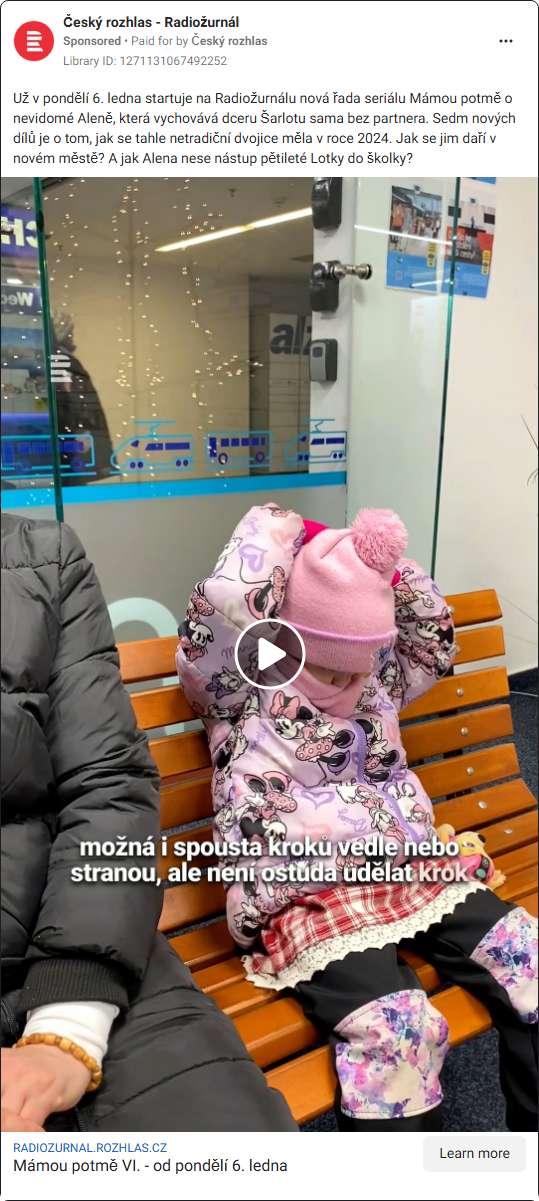 Český rozhlas - Radiožurnál
Sponsored • Paid for by Český rozhlas
Library ID: 1271131067492252
Už v pondělí 6. ledna startuje na Radiožurnálu nová řada seriálu Mámou potmě o
nevidomé Aleně, která vychovává dceru Šarlotu sama bez partnera. Sedm nových
dílů je o tom, jak se tahle netradiční dvojice měla v roce 2024. Jak se jim daří v
novém městě? A jak Alena nese nástup pětileté Lotky do školky?
možná i spousta kroků vedle nebo
stranou, ale není ostuda udělat krok
RADIOZURNAL.ROZHLAS.CZ
Mámou potmě VI. - od pondělí 6. ledna
Learn more